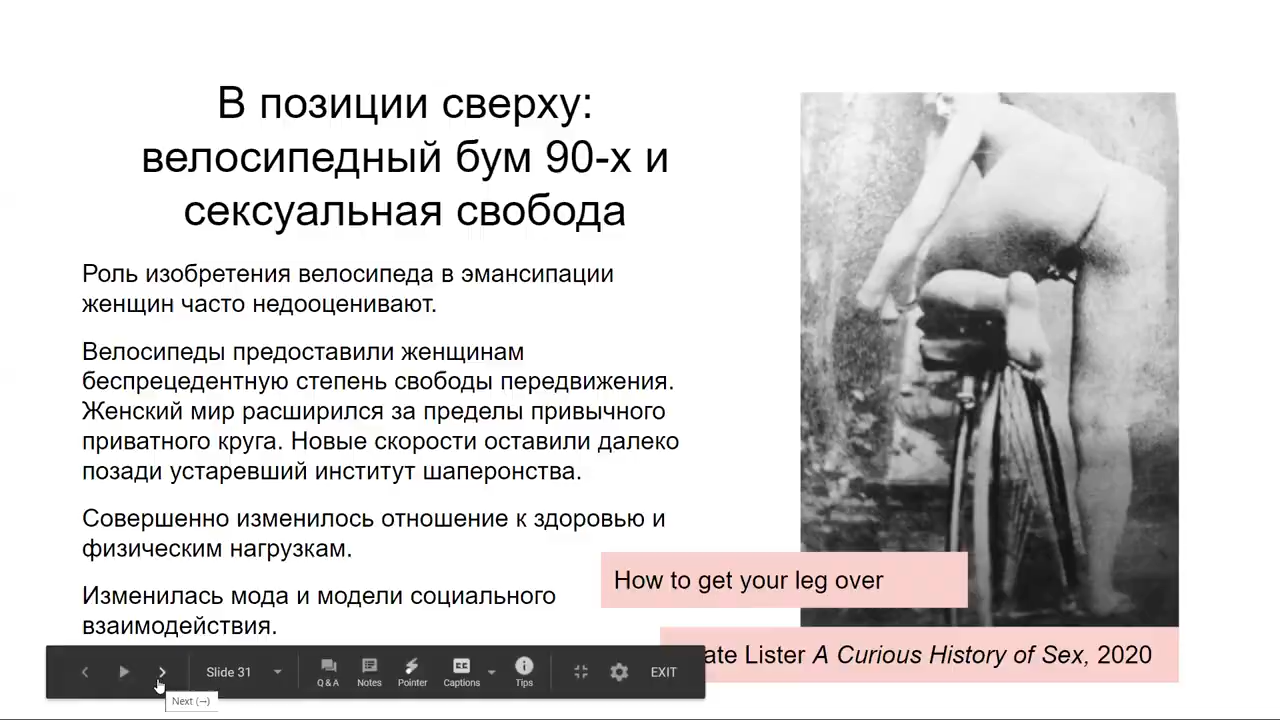 В позиции сверху:
велосипедный бум 90-х и
сексуальная свобода
Роль изобретения велосипеда в эмансипации
женщин часто недооценивают.
Велосипеды предоставили женщинам
беспрецедентную степень свободы передвижения.
Женский мир расширился за пределы привычного
приватного круга. Новые скорости оставили далеко
позади устаревший институт шаперонства.
Совершенно изменилось отношение к здоровью и
физическим нагрузкам.
Изменилась мода и модели социального
взаимодействия.
How to get your leg over
Lister A Curious History of Sex, 2020
Slide 31
Q & A
Notes
Pointer
Captions
Tips
EXIT
Next (→)